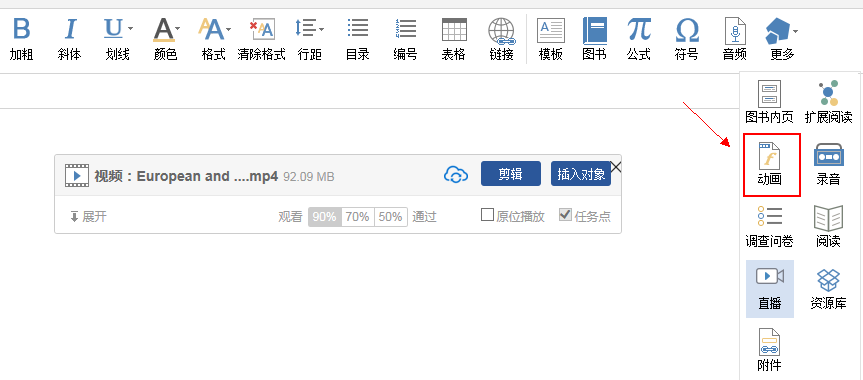 B I U A AA
加粗 斜体 划线 颜色 格式 清除格式 行距 目录 编号 表格 链接 模板 图书 公式 符号 音频 更多
图书内页 扩展阅读
视频：European and ....mp4 92.09 MB 剪辑 插入对象
动画 录音
展开 观看 90% 70% 50% 通过 原位播放 任务点
调查问卷 阅读
直播 资源库
附件